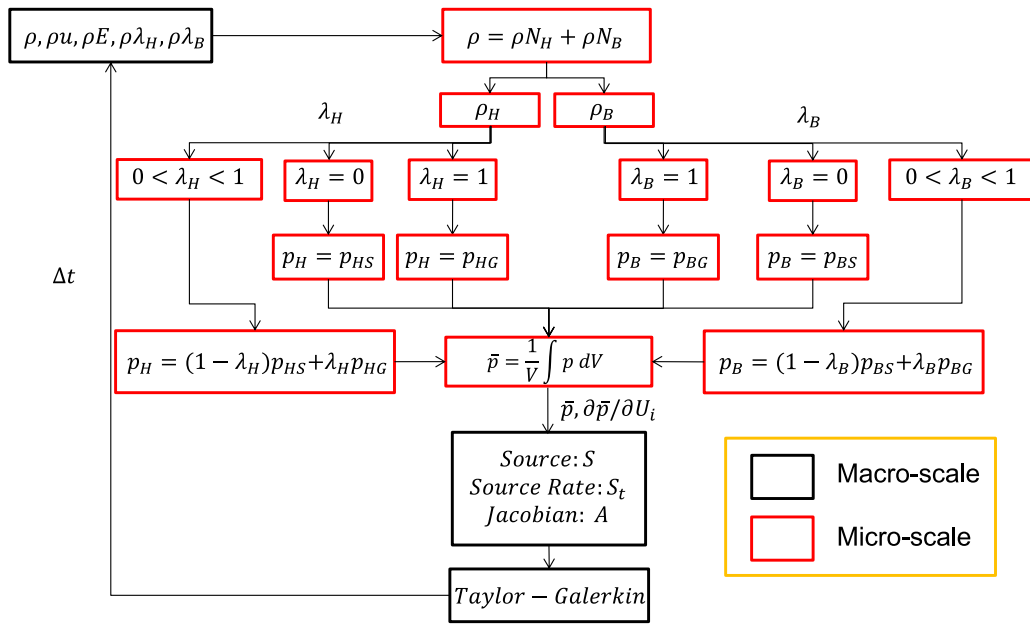 ρ, ρu, ρE, ρλ_H, ρλ_B
ρ = ρN_H + ρN_B
ρ_H
ρ_B
λ_H
λ_B
0 < λ_H < 1
λ_H = 0
λ_H = 1
λ_B = 1
λ_B = 0
0 < λ_B < 1
p_H = p_HS
p_H = p_HG
p_B = p_BG
p_B = p_BS
Δt
p_H = (1 − λ_H)p_HS+λ_H p_HG
p̄ = 1/V ∫ p dV
p_B = (1 − λ_B)p_BS+λ_B p_BG
p̄, ∂p̄/∂U_i
Source: S
Source Rate: S_t
Jacobian: A
Macro-scale
Micro-scale
Taylor − Galerkin